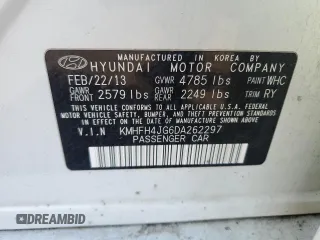 MANUFACTURED IN KOREA BY
HYUNDAI MOTOR COMPANY
FEB/22/13 GVWR 4785 lbs PAINT WHC
GAWR FRONT 2579 lbs GAWR REAR 2249 lbs TRIM RY
THIS VEHICLE CONFORMS TO ALL APPLICABLE U.S. FEDERAL
MOTOR VEHICLE SAFETY, BUMPER, AND THEFT PREVENTION
STANDARDS IN EFFECT ON THE DATE OF MANUFACTURE SHOWN
ABOVE.
V.I.N KMHFH4JG6DA262297
PASSENGER CAR
DREAMBID